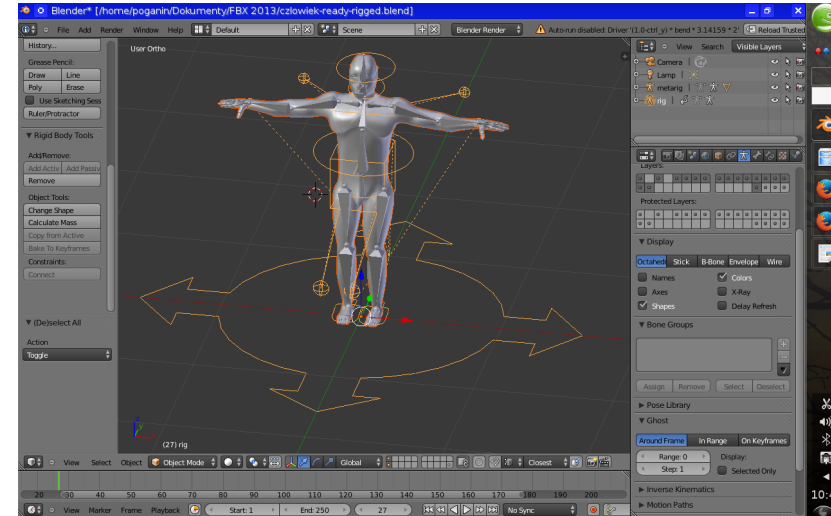 Blender* [/home/poganin/Dokumenty/FBX 2013/czlowiek-ready-rigged.blend]
File Add Render Window Help Default Scene Blender Render Auto-run disabled: Driver '(1.0-ctrl_y) * bend * 3.14159 * 2' Reload Trusted
History...
Grease Pencil:
Draw Line
Poly Erase
Use Sketching Sess
Ruler/Protractor
Rigid Body Tools
Add/Remove:
Add Activ Add Passiv
Remove
Object Tools:
Change Shape
Calculate Mass
Copy from Active
Bake To Keyframes
Constraints:
Connect
(De)select All
Action
Toggle
User Ortho
(27) rig
View Select Object Object Mode Global Closest
20 30 40 50 60 70 80 90 100 110 120 130 140 150 160 170 180 190 200
View Marker Frame Playback Start: 1 End: 250 27 No Sync
View Search Visible Layers
Camera
Lamp
metarig
rig
Layers:
Protected Layers:
Display
Octahed Stick B-Bone Envelope Wire
Names Colors
Axes X-Ray
Shapes Delay Refresh
Bone Groups
Assign Remove Select Deselect
Pose Library
Ghost
Around Frame In Range On Keyframes
Range: 0 Display:
Step: 1 Selected Only
Inverse Kinematics
Motion Paths
10:4